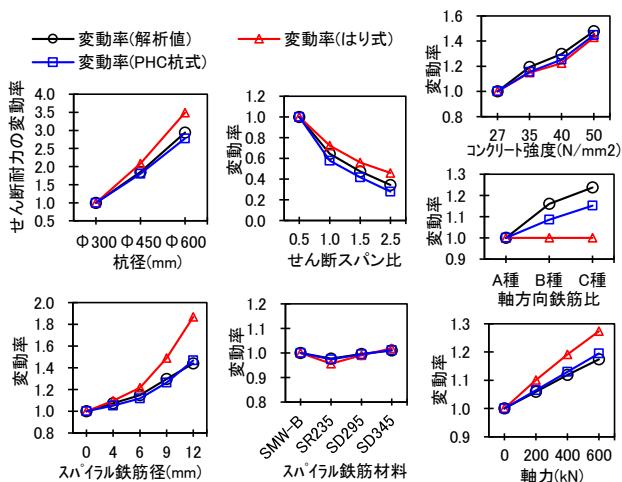 変動率(解析値)
変動率(はり式)
変動率(PHC杭式)
せん断耐力の変動率
4.0
3.5
3.0
2.5
2.0
1.5
1.0
0.5
Φ300 Φ450 Φ600
杭径(mm)
変動率
1.2
1.0
0.8
0.6
0.4
0.2
0.0
0.5 1.0 1.5 2.5
せん断スパン比
変動率
1.6
1.4
1.2
1.0
0.8
27 35 40 50
コンクリート強度(N/mm2)
変動率
1.3
1.2
1.1
1.0
0.9
A種 B種 C種
軸方向鉄筋比
変動率
2.0
1.8
1.6
1.4
1.2
1.0
0.8
0 4 6 9 12
スパイラル鉄筋径(mm)
変動率
1.2
1.1
1.0
0.9
0.8
SMW-B SR235 SD295 SD345
スパイラル鉄筋材料
変動率
1.3
1.2
1.1
1.0
0.9
0 200 400 600
軸力(kN)